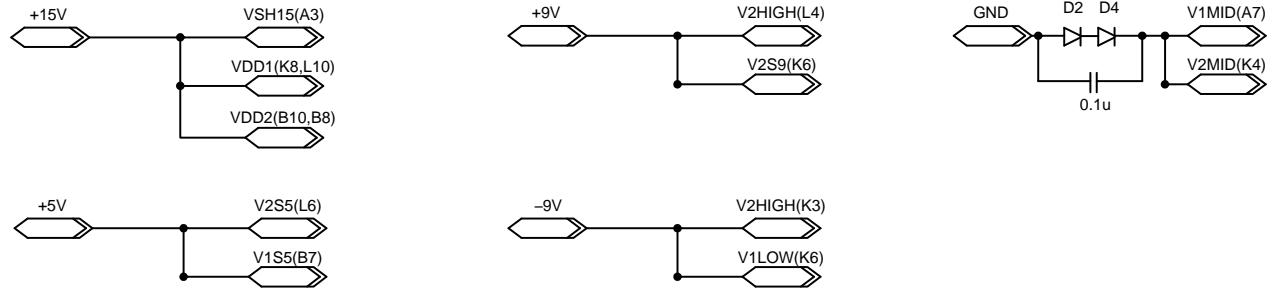 +15V
VSH15(A3)
VDD1(K8,L10)
VDD2(B10,B8)
+9V
V2HIGH(L4)
V2S9(K6)
GND
D2 D4
0.1u
V1MID(A7)
V2MID(K4)
+5V
V2S5(L6)
V1S5(B7)
–9V
V2HIGH(K3)
V1LOW(K6)